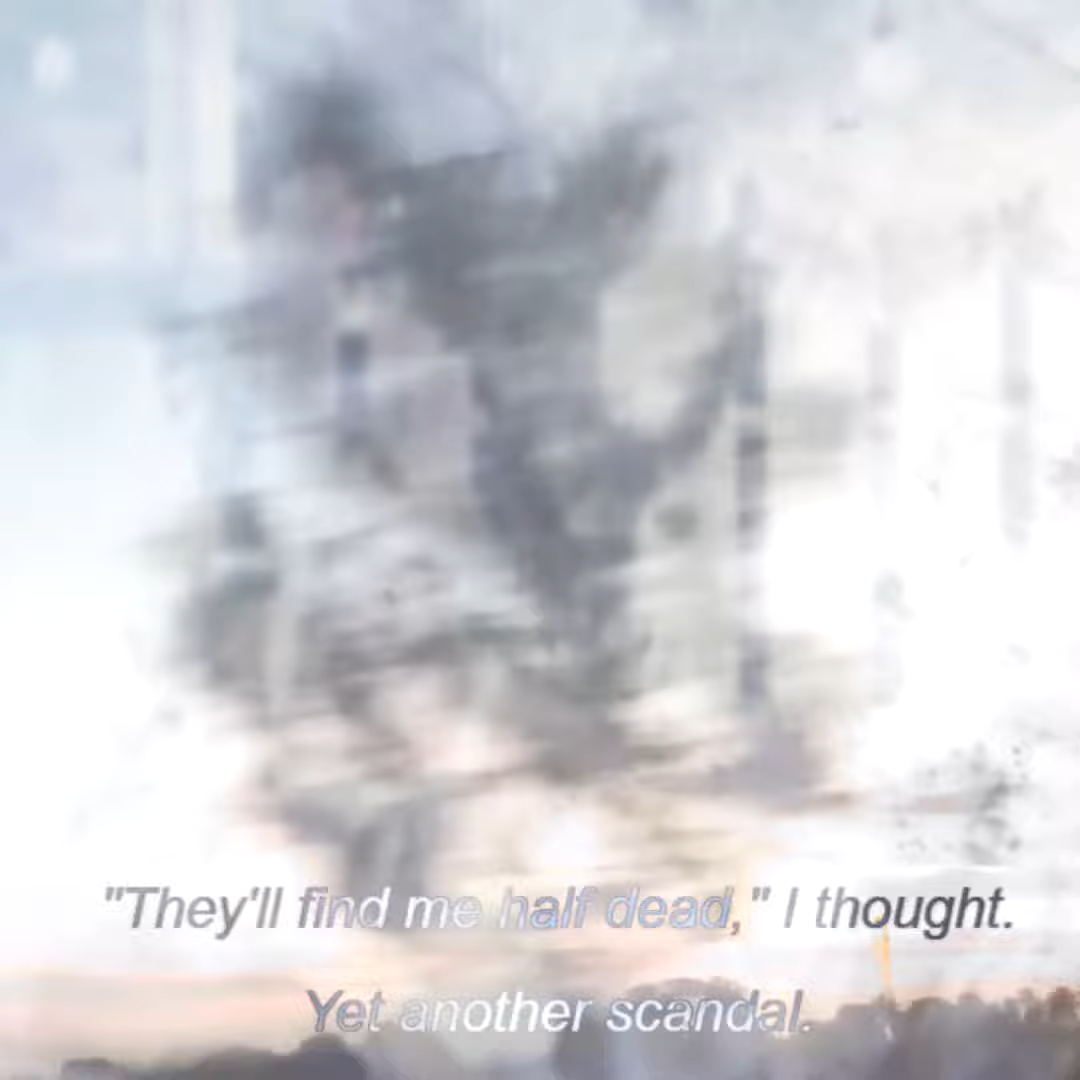 "They'll find me half dead," I thought.
Yet another scandal.